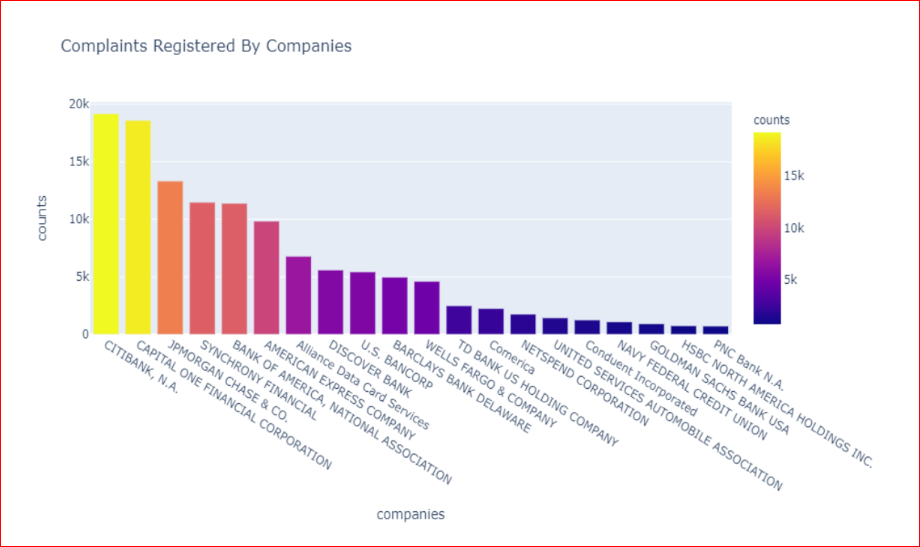 Complaints Registered By Companies
counts
20k
15k
10k
5k
0
counts
15k
10k
5k
CITIBANK, N.A.
CAPITAL ONE FINANCIAL CORPORATION
JPMORGAN CHASE & CO.
SYNCHRONY FINANCIAL
BANK OF AMERICA, NATIONAL ASSOCIATION
AMERICAN EXPRESS COMPANY
Alliance Data Card Services
DISCOVER BANK
U.S. BANCORP
BARCLAYS BANK DELAWARE
WELLS FARGO & COMPANY
TD BANK US HOLDING COMPANY
Comerica
NETSPEND CORPORATION
UNITED SERVICES AUTOMOBILE ASSOCIATION
Conduent Incorporated
NAVY FEDERAL CREDIT UNION
GOLDMAN SACHS BANK USA
HSBC NORTH AMERICA HOLDINGS INC.
PNC Bank N.A.
companies